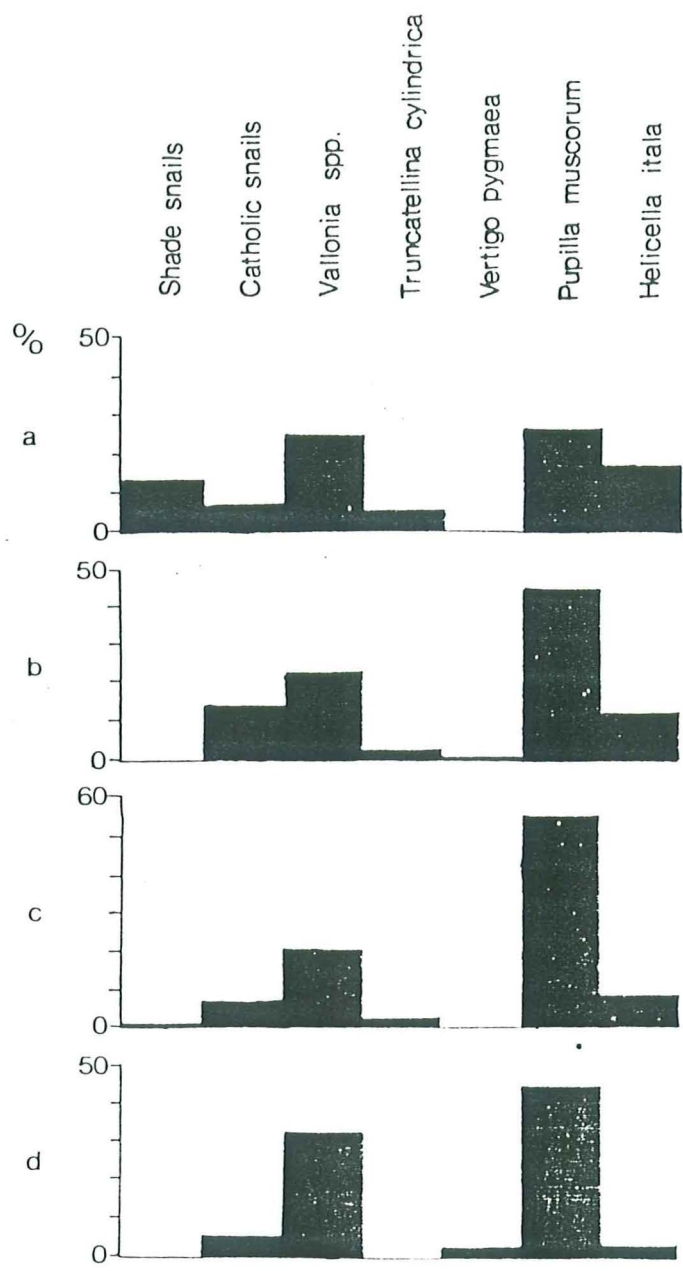 Shade snails
Catholic snails
Vallonia spp.
Truncatellina cylindrica
Vertigo pygmaea
Pupilla muscorum
Helicella itala
% 50
a
0
50
b
0
60
c
0
50
d
0